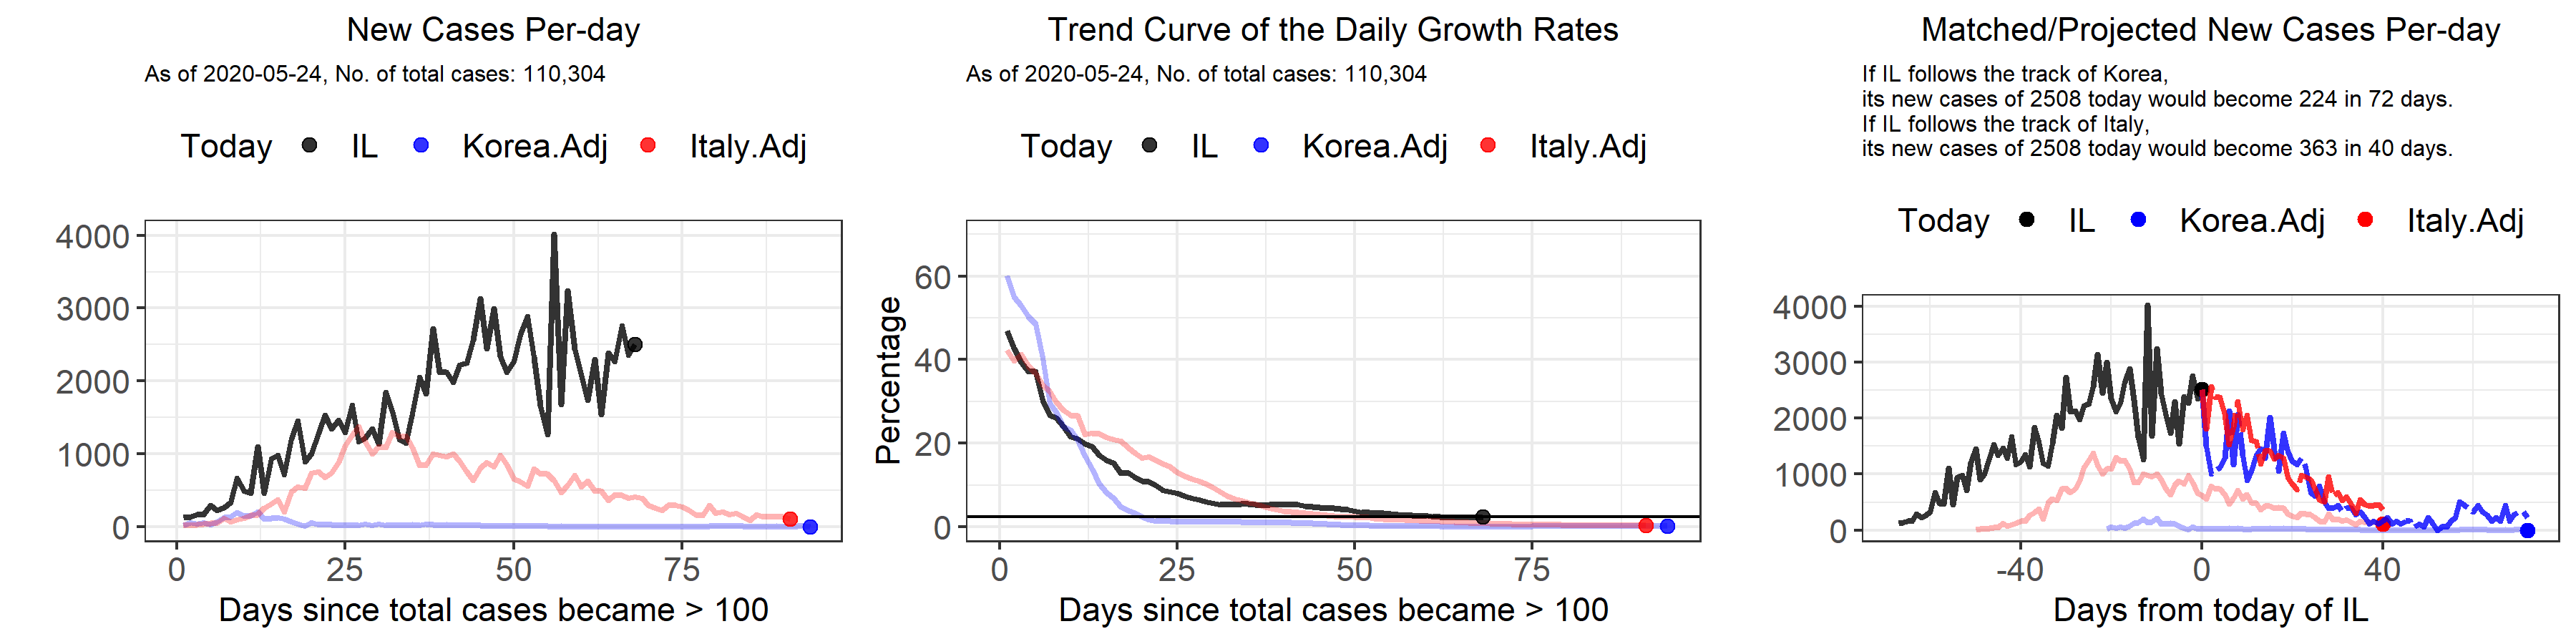 New Cases Per-day
As of 2020-05-24, No. of total cases: 110,304
Today IL Korea.Adj Italy.Adj
4000
3000
2000
1000
0
0 25 50 75
Days since total cases became > 100
Trend Curve of the Daily Growth Rates
As of 2020-05-24, No. of total cases: 110,304
Today IL Korea.Adj Italy.Adj
Percentage
60
40
20
0
0 25 50 75
Days since total cases became > 100
Matched/Projected New Cases Per-day
If IL follows the track of Korea,
its new cases of 2508 today would become 224 in 72 days.
If IL follows the track of Italy,
its new cases of 2508 today would become 363 in 40 days.
Today IL Korea.Adj Italy.Adj
4000
3000
2000
1000
0
-40 0 40
Days from today of IL